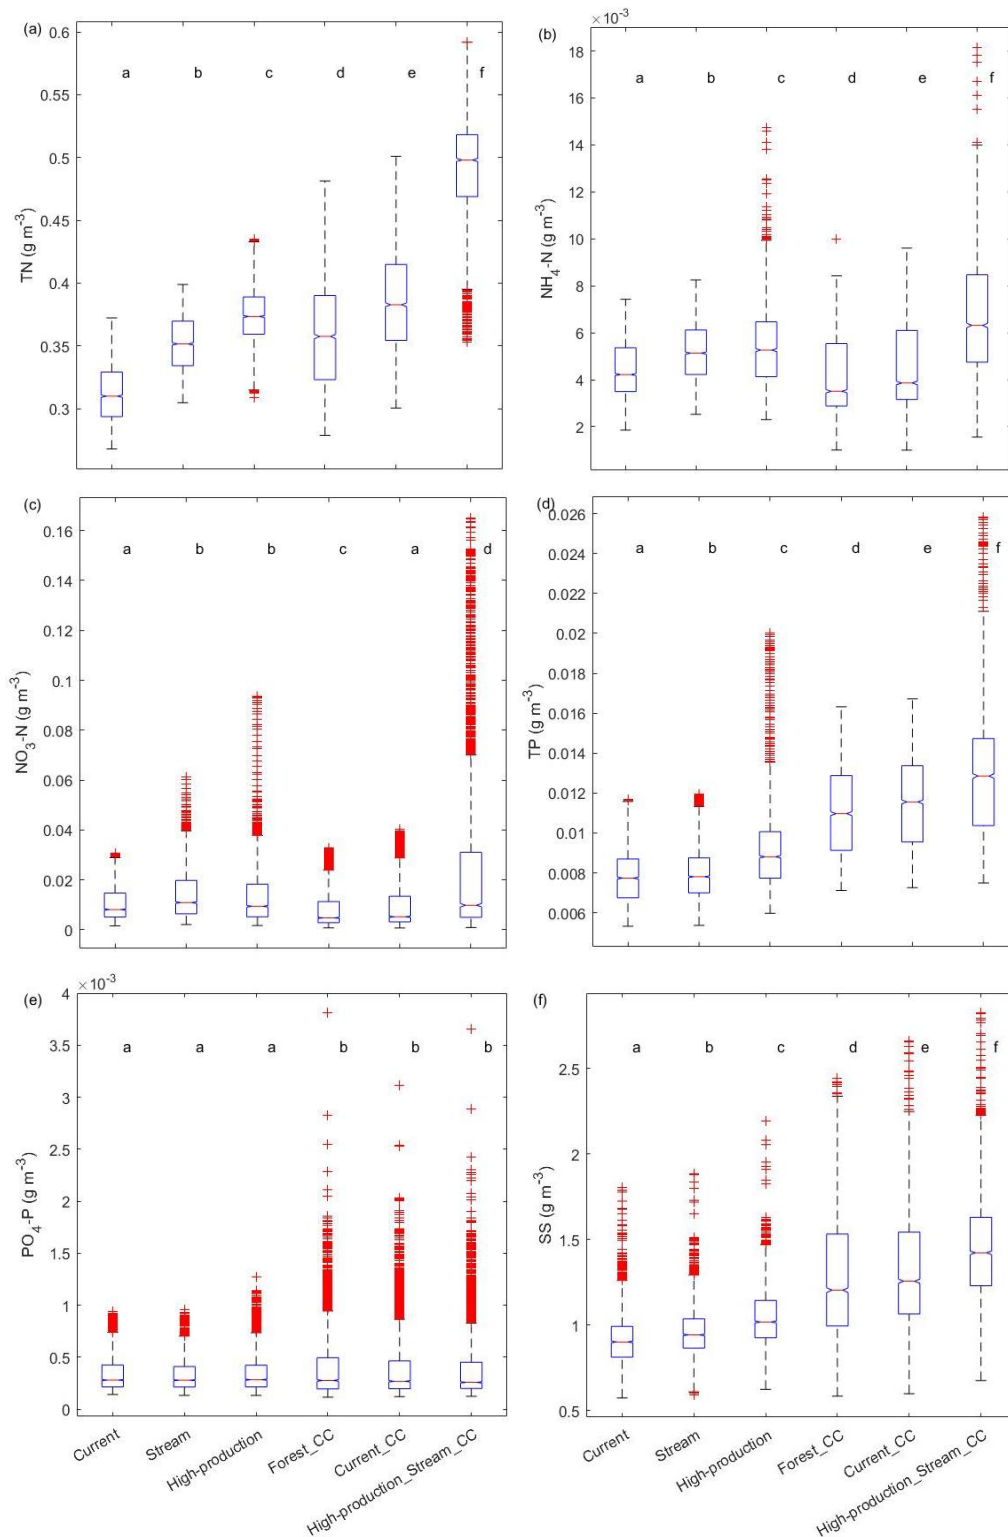 (a)
0.6
0.5
0.45
0.4
0.35
0.3
TN (g m⁻³)
a b c d e f
×10⁻³
(b)
18
16
14
12
10
8
6
4
2
NH₄-N (g m⁻³)
a b c d e f
(c)
0.16
0.14
0.12
0.1
0.08
0.06
0.04
0.02
0
NO₃-N (g m⁻³)
a b b c a d
(d)
0.026
0.024
0.022
0.02
0.018
0.016
0.014
0.012
0.01
0.008
0.006
TP (g m⁻³)
a b c d e f
×10⁻³
(e)
4
3.5
3
2.5
2
1.5
1
0.5
0
PO₄-P (g m⁻³)
a a a b b b
Current
Stream
High-production
Forest_CC
Current_CC
High-production_Stream_CC
(f)
2.5
2
1.5
1
0.5
SS (g m⁻³)
a b c d e f
Current
Stream
High-production
Forest_CC
Current_CC
High-production_Stream_CC